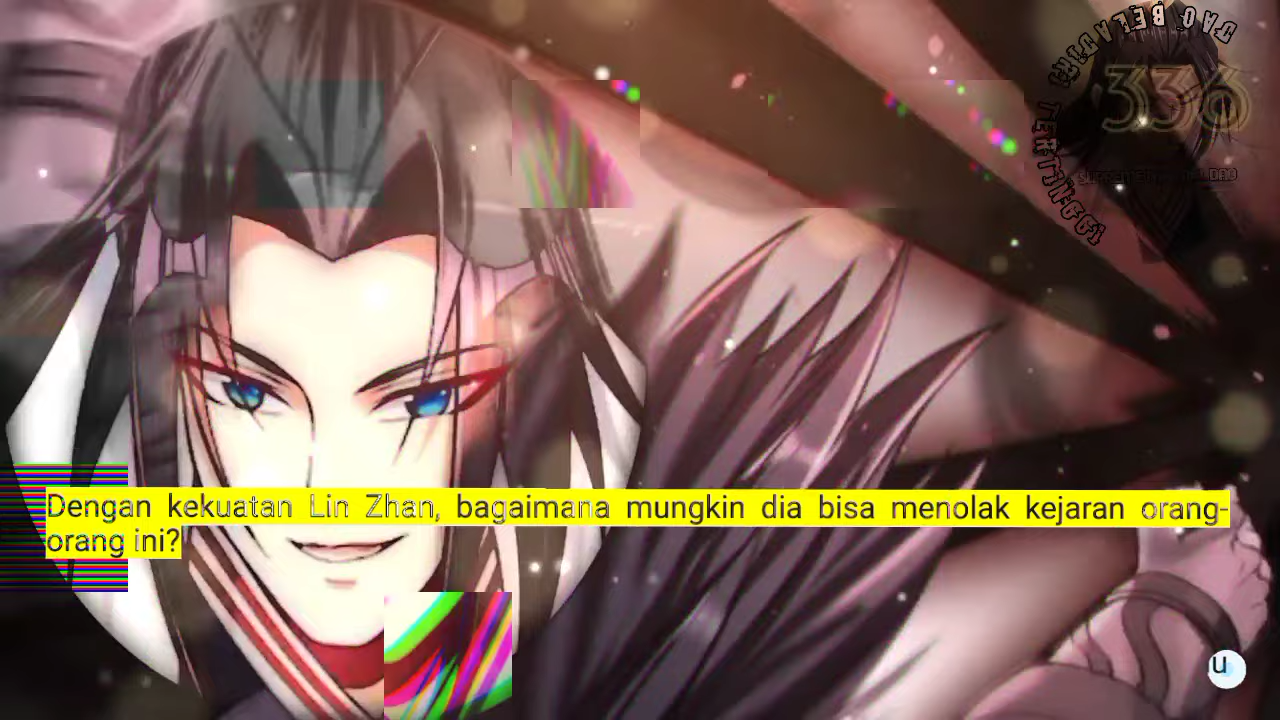 336
Dengan kekuatan Lin Zhan, bagaimana mungkin dia bisa menolak kejaran orang-
orang ini?
u